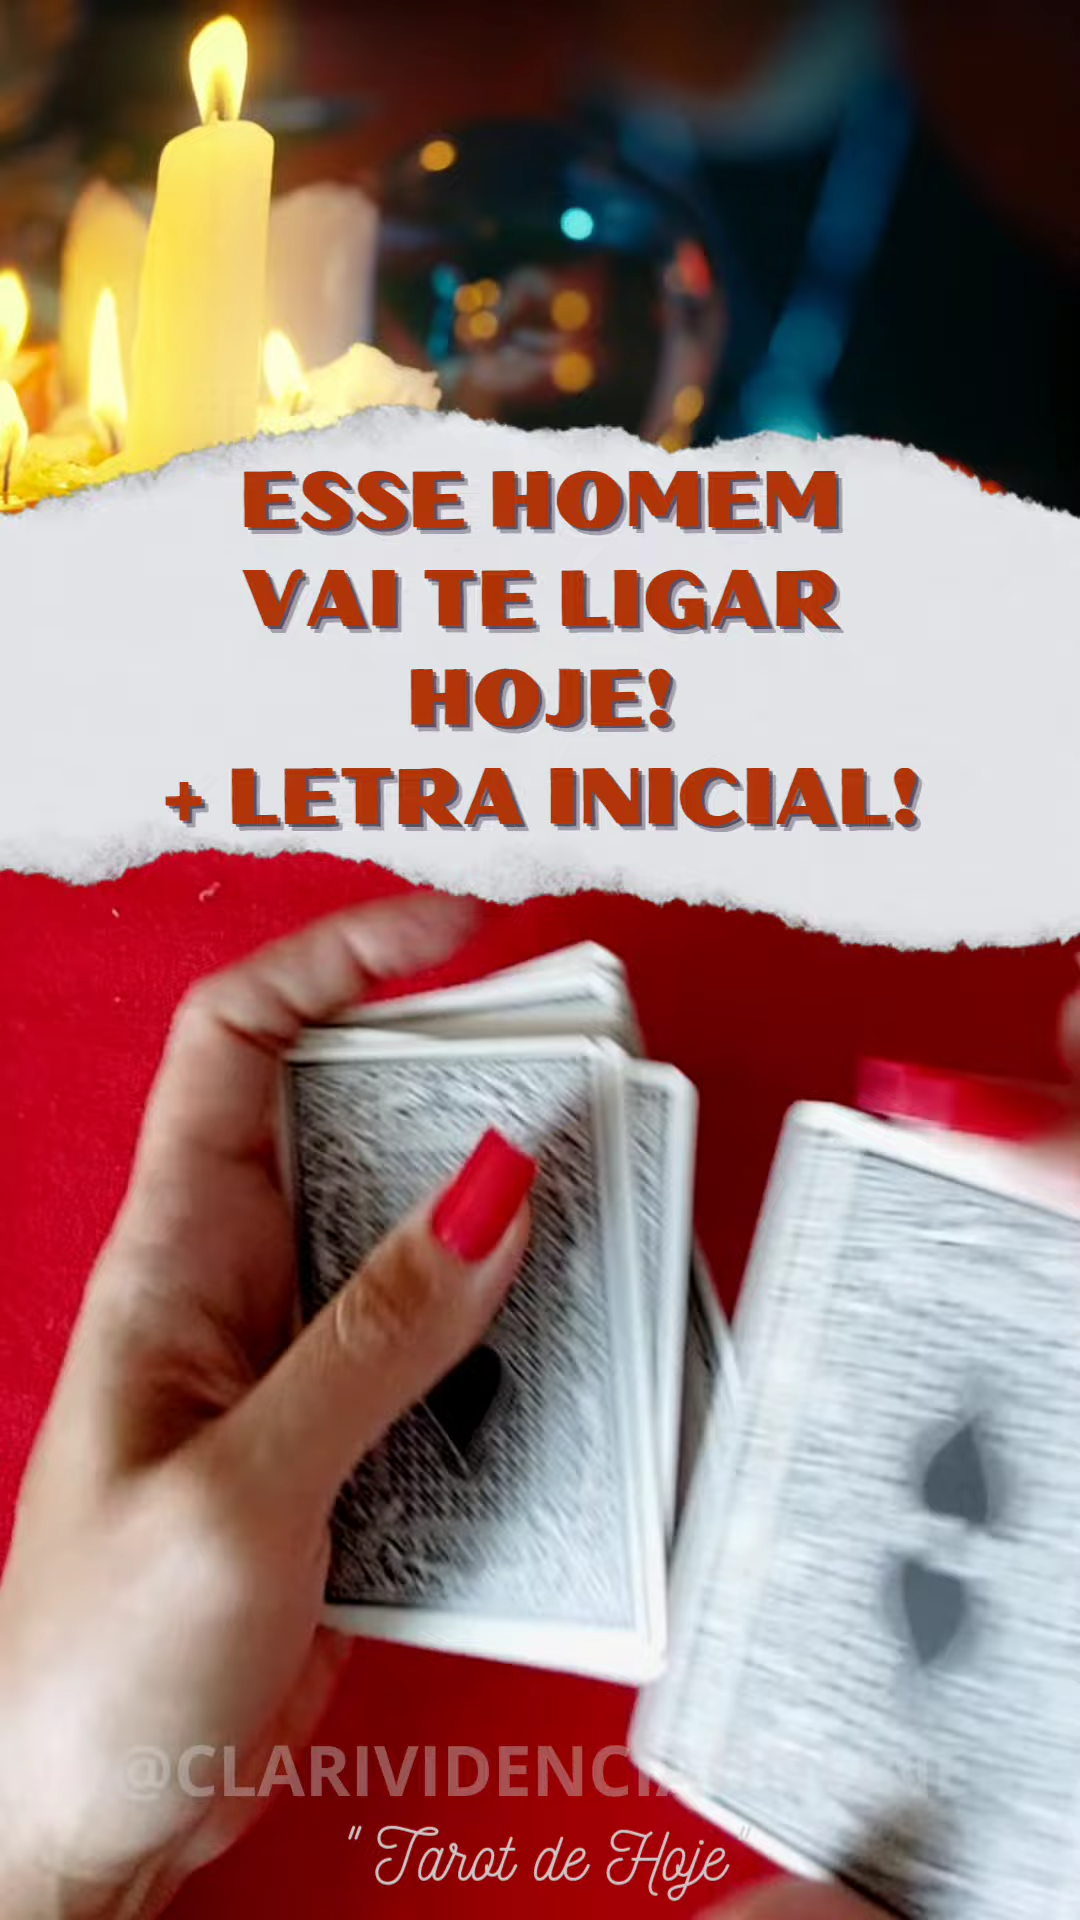 ESSE HOMEM
VAI TE LIGAR
HOJE!
+ LETRA INICIAL!
"Tarot de Hoje"